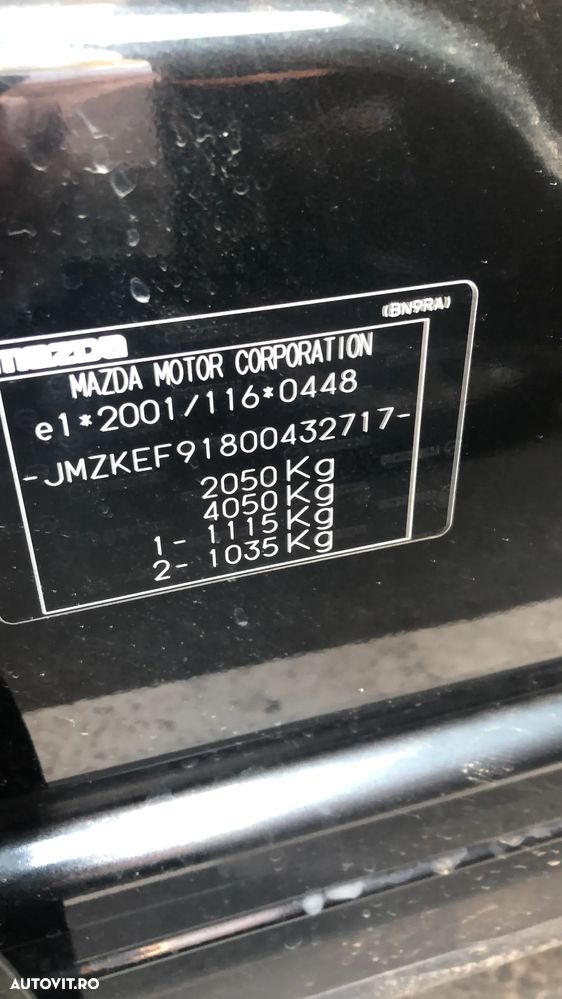 (BN9RA)
mazda
MAZDA MOTOR CORPORATION
e1*2001/116*0448
-JMZKEF91800432717-
2050Kg
4050Kg
1- 1115Kg
2- 1035Kg
AUTOVIT.RO